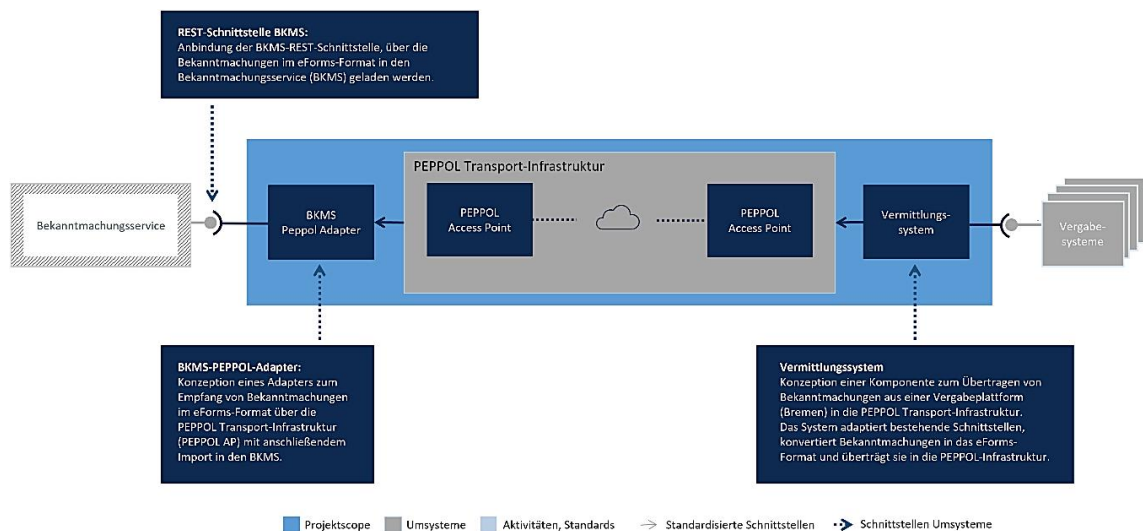 REST-Schnittstelle BKMS:
Anbindung der BKMS-REST-Schnittstelle, über die
Bekanntmachungen im eForms-Format in den
Bekanntmachungsservice (BKMS) geladen werden.
PEPPOL Transport-Infrastruktur
Bekanntmachungsservice
BKMS
Peppol Adapter
PEPPOL
Access Point
PEPPOL
Access Point
Vermittlungs-
system
Vergabe-
systeme
BKMS-PEPPOL-Adapter:
Konzeption eines Adapters zum
Empfang von Bekanntmachungen
im eForms-Format über die
PEPPOL Transport-Infrastruktur
(PEPPOL AP) mit anschließendem
Import in den BKMS.
Vermittlungssystem
Konzeption einer Komponente zum Übertragen von
Bekanntmachungen aus einer Vergabeplattform
(Bremen) in die PEPPOL Transport-Infrastruktur.
Das System adaptiert bestehende Schnittstellen,
konvertiert Bekanntmachungen in das eForms-
Format und überträgt sie in die PEPPOL-Infrastruktur.
Projektscope
Umsysteme
Aktivitäten, Standards
Standardisierte Schnittstellen
Schnittstellen Umsysteme